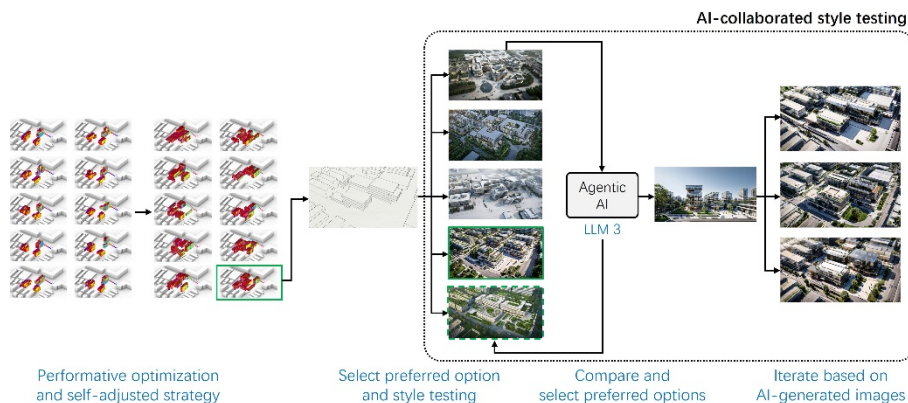 AI-collaborated style testing
Agentic
AI
LLM 3
Performative optimization
and self-adjusted strategy
Select preferred option
and style testing
Compare and
select preferred options
Iterate based on
AI-generated images